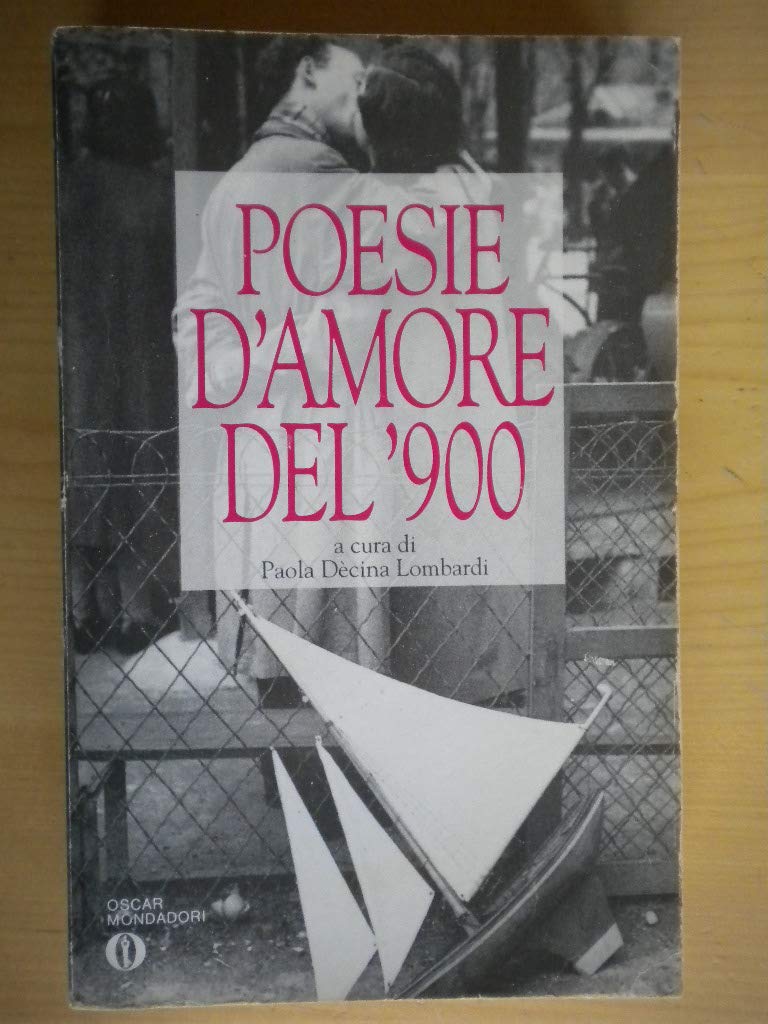 POESIE
D'AMORE
DEL '900
a cura di
Paola Dècina Lombardi
OSCAR
MONDADORI